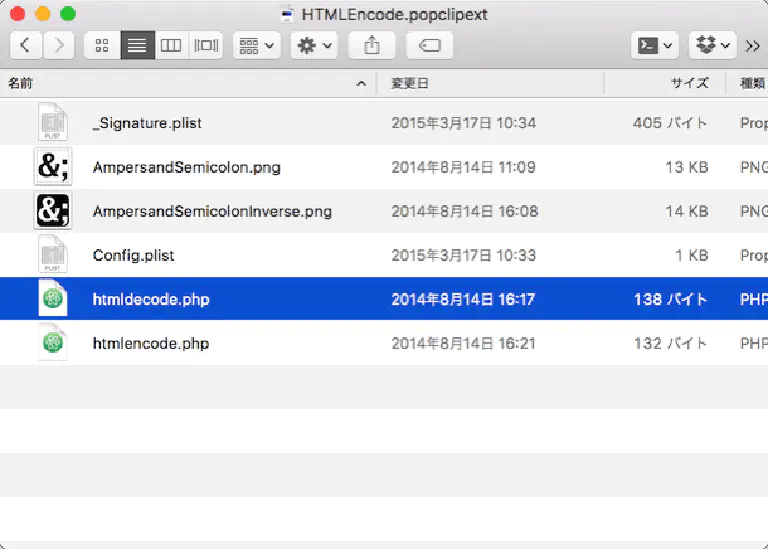 HTMLEncode.popclipext
名前 変更日 サイズ 種類
PLIST _Signature.plist 2015年3月17日 10:34 405 バイト Prop
&; AmpersandSemicolon.png 2014年8月14日 11:09 13 KB PNG
&; AmpersandSemicolonInverse.png 2014年8月14日 16:08 14 KB PNG
PLIST Config.plist 2015年3月17日 10:33 1 KB Prop
htmldecode.php 2014年8月14日 16:17 138 バイト PHP
htmlencode.php 2014年8月14日 16:21 132 バイト PHP